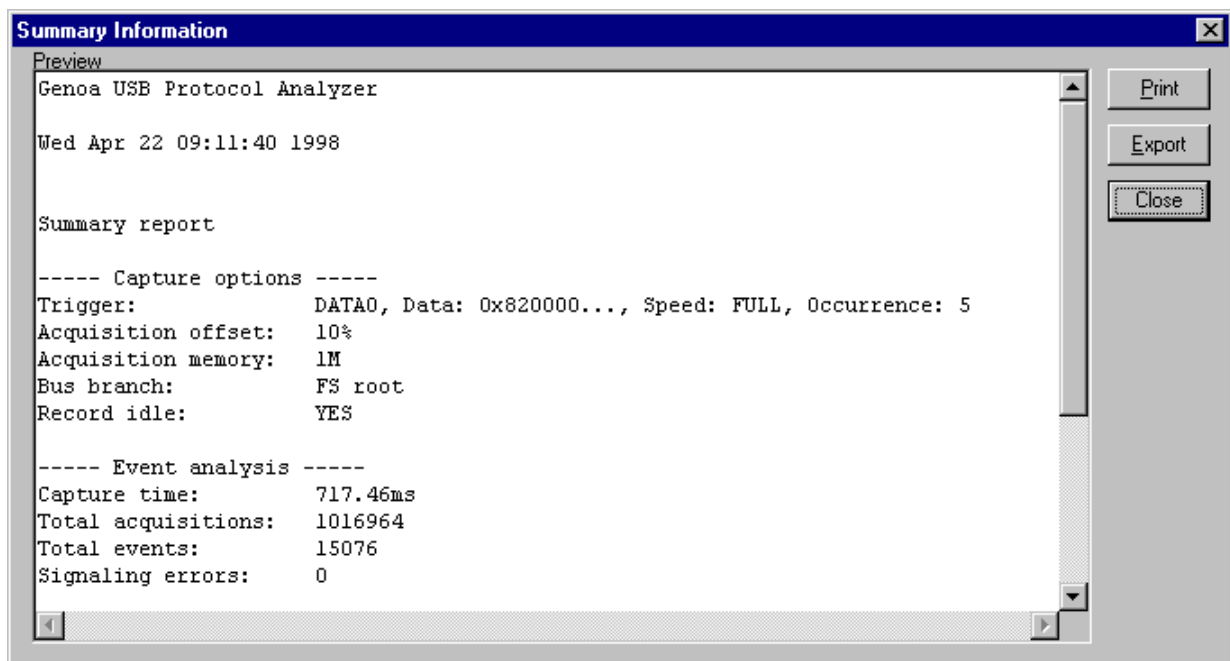 Summary Information
Preview
Genoa USB Protocol Analyzer
Wed Apr 22 09:11:40 1998
Summary report
----- Capture options -----
Trigger: DATA0, Data: 0x820000..., Speed: FULL, Occurrence: 5
Acquisition offset: 10%
Acquisition memory: 1M
Bus branch: FS root
Record idle: YES
----- Event analysis -----
Capture time: 717.46ms
Total acquisitions: 1016964
Total events: 15076
Signaling errors: 0
Print
Export
Close